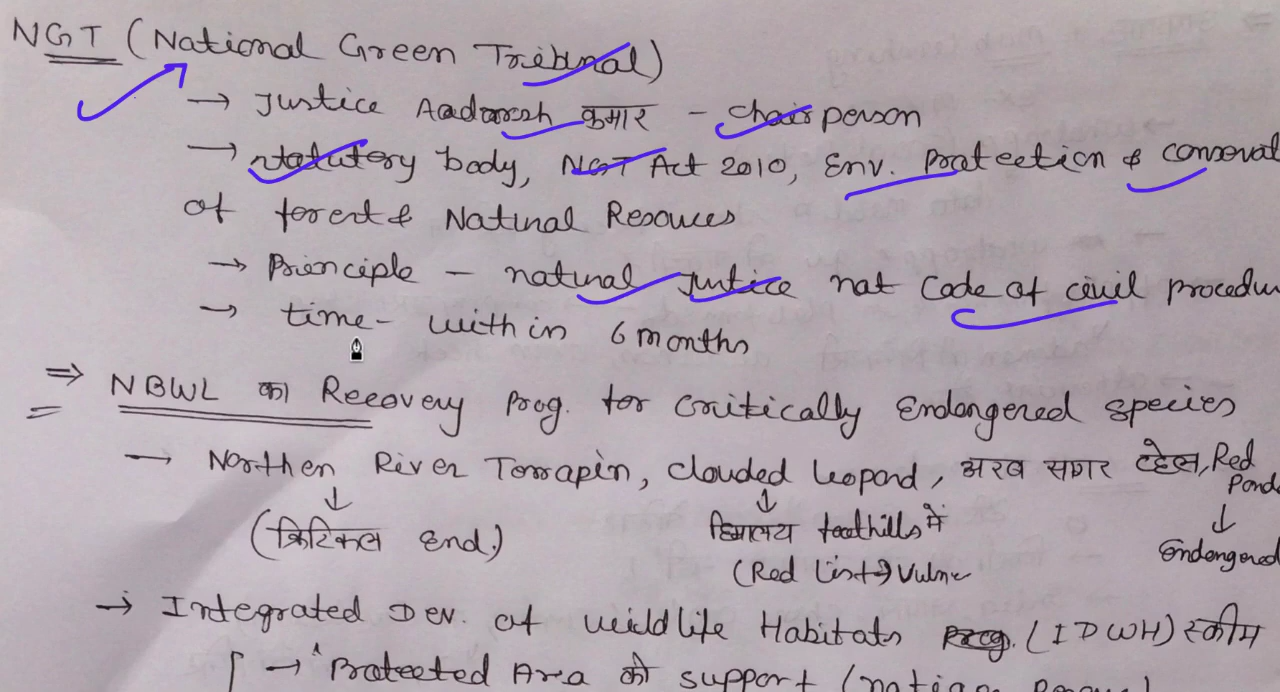 NGT (National Green Tribunal)
→ Justice Aadarsh कुमार - Chairperson
→ statutory body, NGT Act 2010, Env. Protection & conservat
of forest & Natural Resources
→ Principle - natural justice not Code of civil procedur
→ time - within 6 months
⇒ NBWL का Recovery Prog. for Critically Endangered species
→ Northen River Terrapin, Clouded leopard, अरब सागर व्हेल, Red Panda
↓ ↓ ↓
(क्रिटिकल End.) हिमालय foothills में Endangered
(Red List → Vulne
→ Integrated Dev. of Wildlife Habitats Prog. (IDWH) स्कीम
→ Protected Area को support (nation